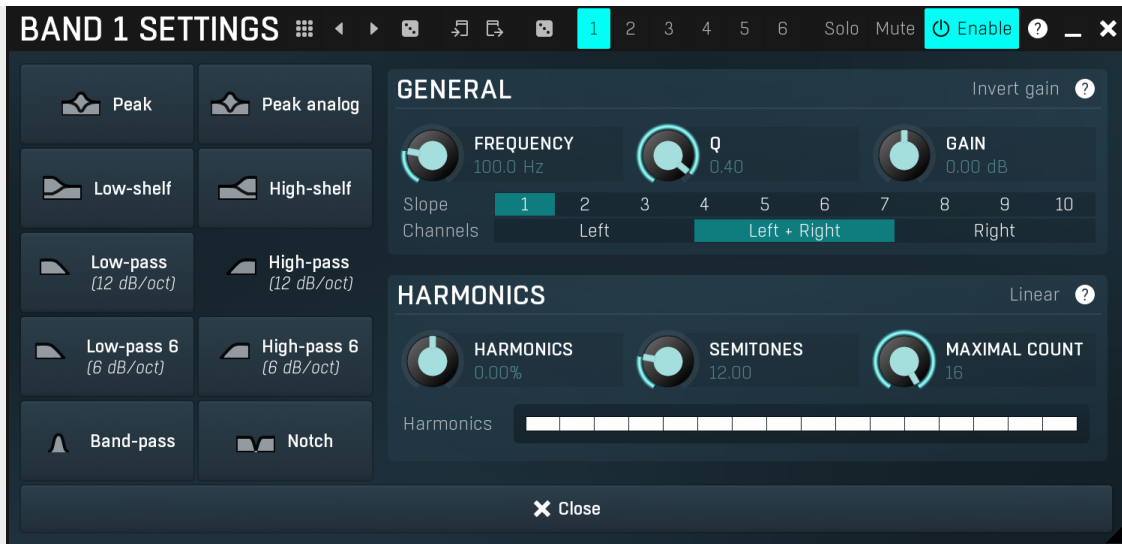 BAND 1 SETTINGS 1 2 3 4 5 6 Solo Mute Enable ?
Peak Peak analog
Low-shelf High-shelf
Low-pass High-pass
(12 dB/oct) (12 dB/oct)
Low-pass 6 High-pass 6
(6 dB/oct) (6 dB/oct)
Band-pass Notch
GENERAL Invert gain ?
FREQUENCY Q GAIN
100.0 Hz 0.40 0.00 dB
Slope 1 2 3 4 5 6 7 8 9 10
Channels Left Left + Right Right
HARMONICS Linear ?
HARMONICS SEMITONES MAXIMAL COUNT
0.00% 12.00 16
Harmonics
Close